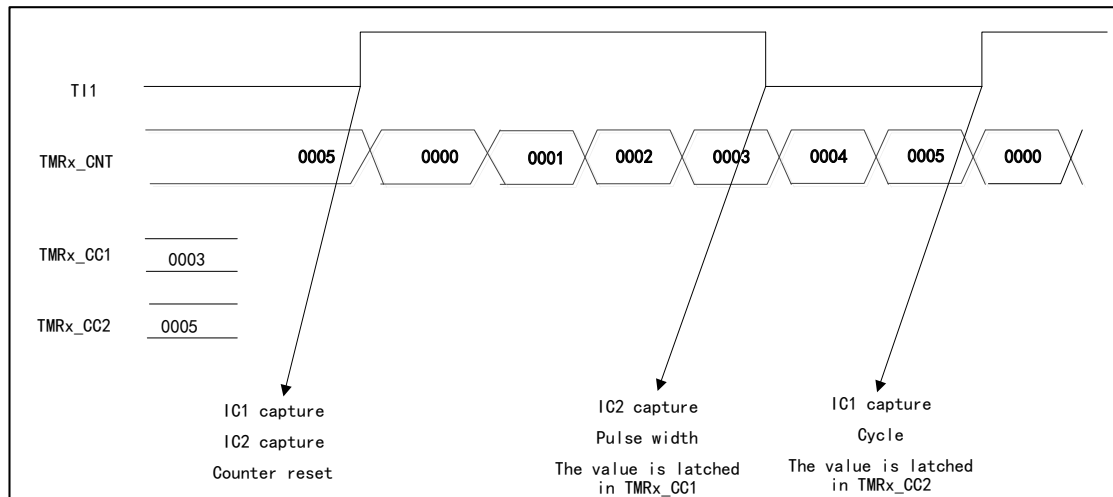 TI1
TMRx_CNT
0005 0000 0001 0002 0003 0004 0005 0000
TMRx_CC1
0003
TMRx_CC2
0005
IC1 capture
IC2 capture
Counter reset
IC2 capture
Pulse width
The value is latched
in TMRx_CC1
IC1 capture
Cycle
The value is latched
in TMRx_CC2